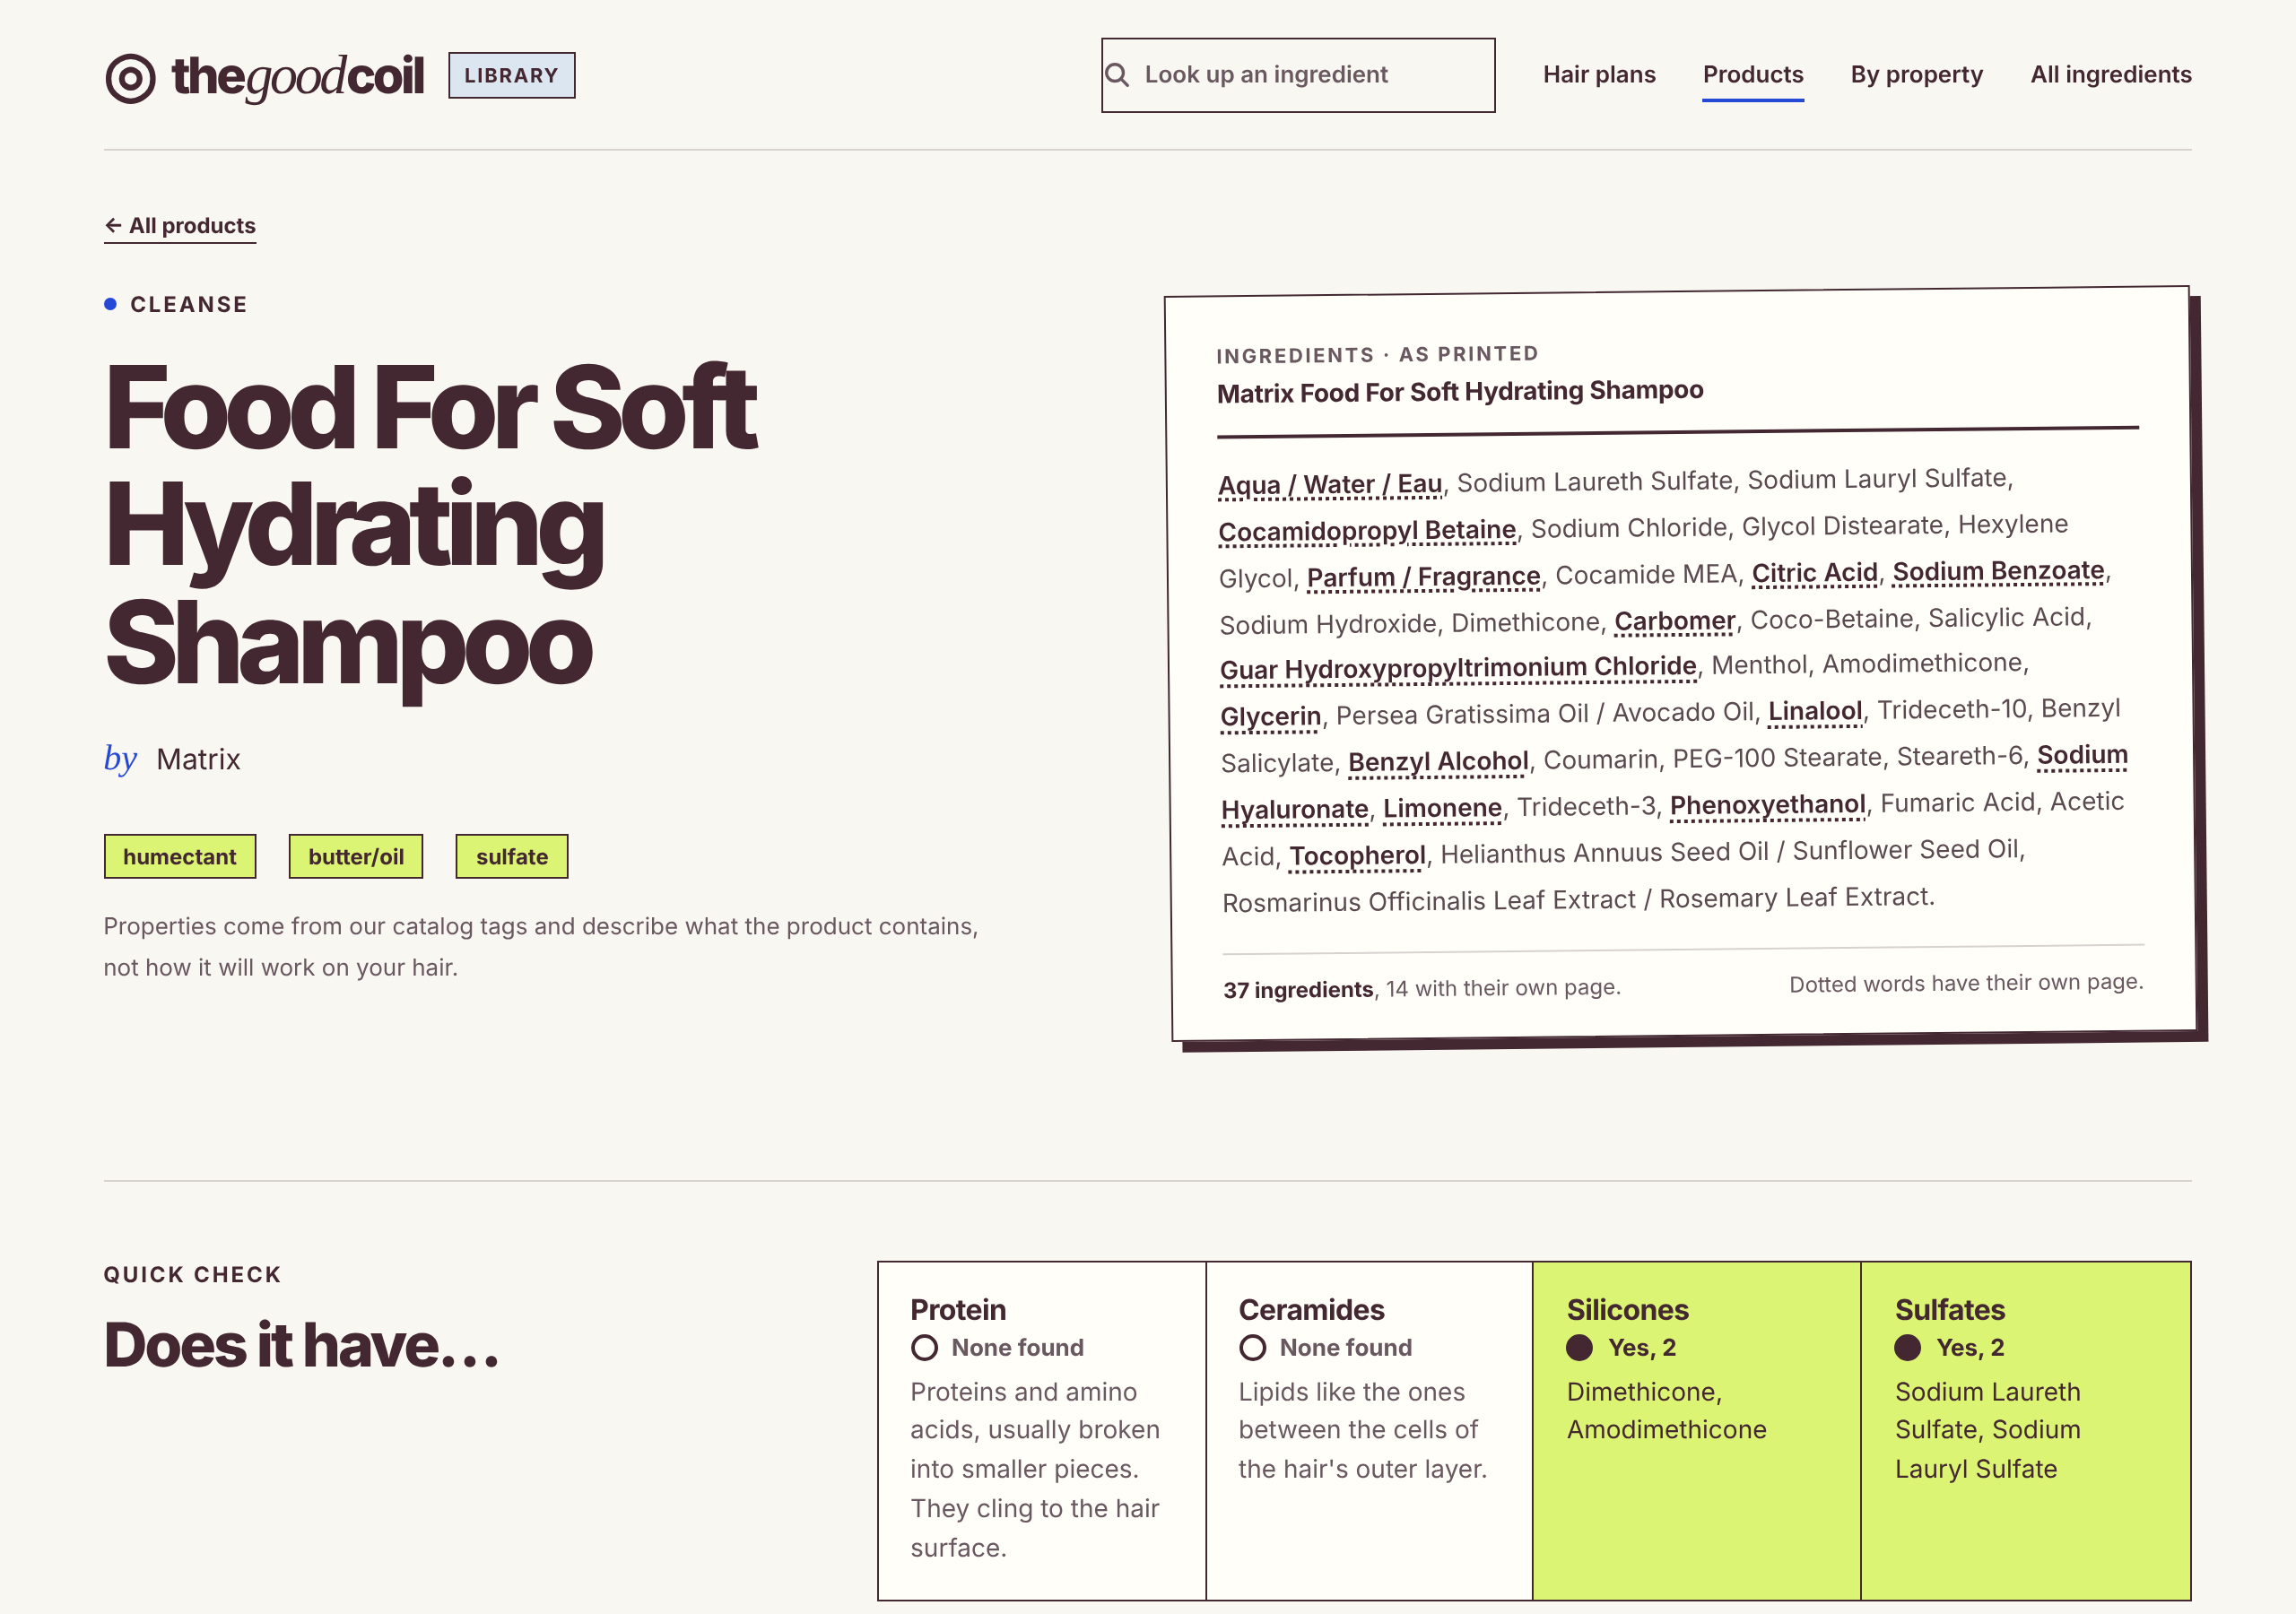 thegoodcoil LIBRARY
Look up an ingredient
Hair plans Products By property All ingredients
← All products
CLEANSE
Food For Soft
Hydrating
Shampoo
by Matrix
humectant butter/oil sulfate
Properties come from our catalog tags and describe what the product contains,
not how it will work on your hair.
INGREDIENTS · AS PRINTED
Matrix Food For Soft Hydrating Shampoo
Aqua / Water / Eau, Sodium Laureth Sulfate, Sodium Lauryl Sulfate,
Cocamidopropyl Betaine, Sodium Chloride, Glycol Distearate, Hexylene
Glycol, Parfum / Fragrance, Cocamide MEA, Citric Acid, Sodium Benzoate,
Sodium Hydroxide, Dimethicone, Carbomer, Coco-Betaine, Salicylic Acid,
Guar Hydroxypropyltrimonium Chloride, Menthol, Amodimethicone,
Glycerin, Persea Gratissima Oil / Avocado Oil, Linalool, Trideceth-10, Benzyl
Salicylate, Benzyl Alcohol, Coumarin, PEG-100 Stearate, Steareth-6, Sodium
Hyaluronate, Limonene, Trideceth-3, Phenoxyethanol, Fumaric Acid, Acetic
Acid, Tocopherol, Helianthus Annuus Seed Oil / Sunflower Seed Oil,
Rosmarinus Officinalis Leaf Extract / Rosemary Leaf Extract.
37 ingredients, 14 with their own page.
Dotted words have their own page.
QUICK CHECK
Does it have...
Protein
None found
Proteins and amino
acids, usually broken
into smaller pieces.
They cling to the hair
surface.
Ceramides
None found
Lipids like the ones
between the cells of
the hair's outer layer.
Silicones
Yes, 2
Dimethicone,
Amodimethicone
Sulfates
Yes, 2
Sodium Laureth
Sulfate, Sodium
Lauryl Sulfate